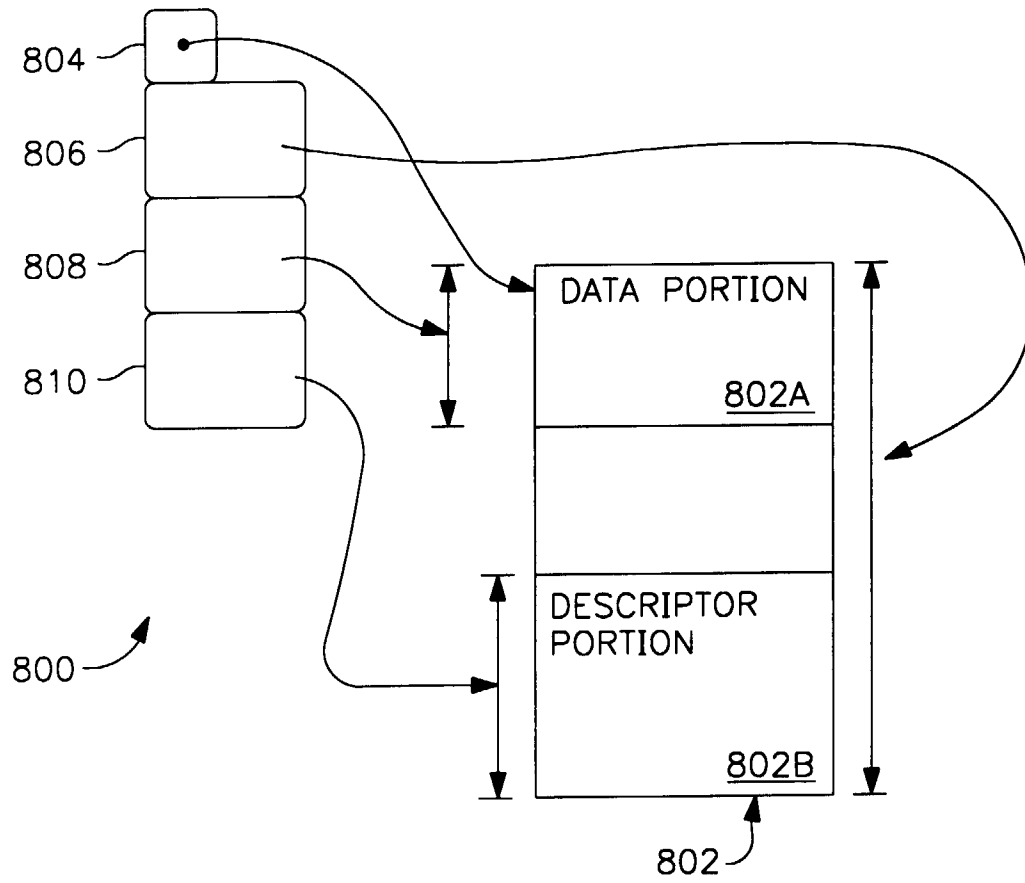 804
806
808
DATA PORTION
810
802A
DESCRIPTOR
PORTION
800
802B
802